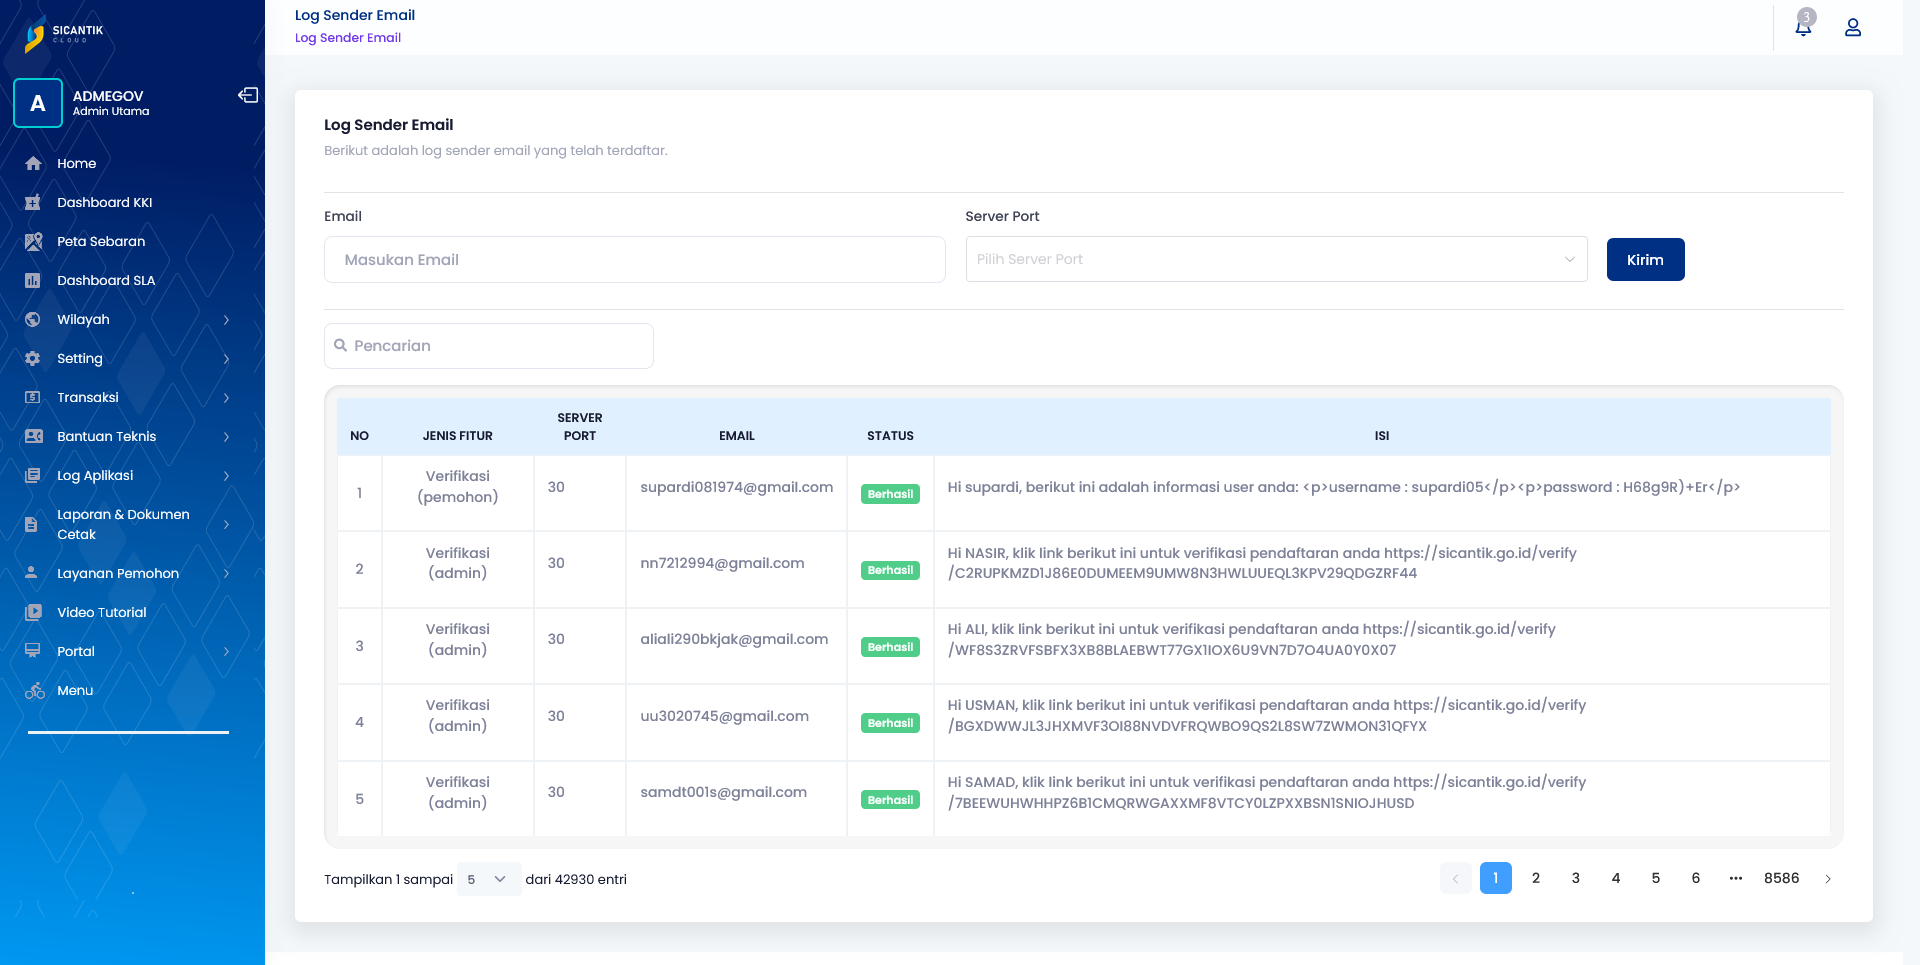 SICANTIK
CLOUD
A
ADMEGOV
Admin Utama
Home
Dashboard KKI
Peta Sebaran
Dashboard SLA
Wilayah
Setting
Transaksi
Bantuan Teknis
Log Aplikasi
Laporan & Dokumen
Cetak
Layanan Pemohon
Video Tutorial
Portal
Menu
Log Sender Email
Log Sender Email
3
Log Sender Email
Berikut adalah log sender email yang telah terdaftar.
Email
Server Port
Masukan Email
Pilih Server Port
Kirim
Pencarian
NO JENIS FITUR SERVER PORT EMAIL STATUS ISI
1 Verifikasi (pemohon) 30 supardi081974@gmail.com Berhasil Hi supardi, berikut ini adalah informasi user anda: <p>username : supardi05</p><p>password : H68g9R)+Er</p>
2 Verifikasi (admin) 30 nn7212994@gmail.com Berhasil Hi NASIR, klik link berikut ini untuk verifikasi pendaftaran anda https://sicantik.go.id/verify
/C2RUPKMZD1J86E0DUMEEM9UMW8N3HWLUUEQL3KPV29QDGZRF44
3 Verifikasi (admin) 30 aliali290bkjak@gmail.com Berhasil Hi ALI, klik link berikut ini untuk verifikasi pendaftaran anda https://sicantik.go.id/verify
/WF8S3ZRVFSBFX3XB8BLAEBWT77GX1IOX6U9VN7D7O4UA0Y0X07
4 Verifikasi (admin) 30 uu3020745@gmail.com Berhasil Hi USMAN, klik link berikut ini untuk verifikasi pendaftaran anda https://sicantik.go.id/verify
/BGXDWWJL3JHXMVF3OI88NVDVFRQWBO9QS2L8SW7ZWMON31QFYX
5 Verifikasi (admin) 30 samdt001s@gmail.com Berhasil Hi SAMAD, klik link berikut ini untuk verifikasi pendaftaran anda https://sicantik.go.id/verify
/7BEEWUHWHHPZ6B1CMQRWGAXXMF8VTCY0LZPXXBSN1SNIOJHUSD
Tampilkan 1 sampai 5 dari 42930 entri
1 2 3 4 5 6 ••• 8586